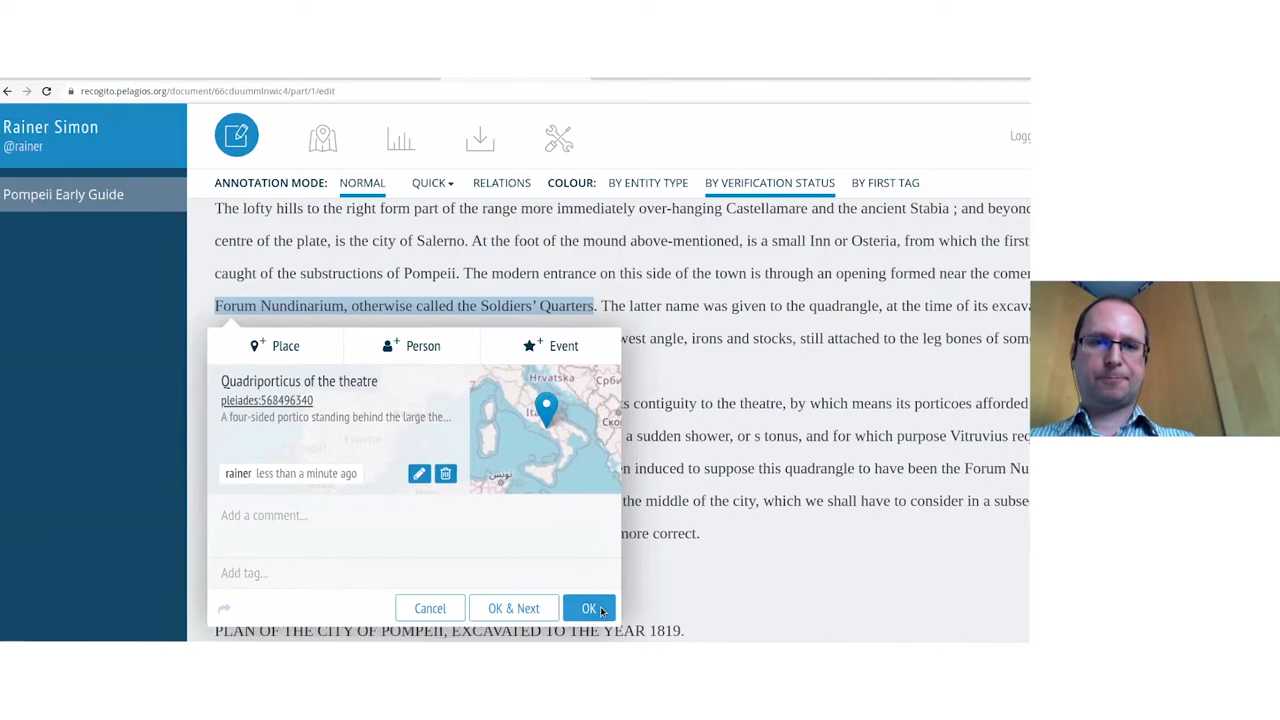 recogito.pelagios.org/document/66cduummlnwic4/part/1/edit
Rainer Simon
@rainer
Pompeii Early Guide
Logg
ANNOTATION MODE: NORMAL QUICK RELATIONS COLOUR: BY ENTITY TYPE BY VERIFICATION STATUS BY FIRST TAG
The lofty hills to the right form part of the range more immediately over-hanging Castellamare and the ancient Stabia ; and beyond
centre of the plate, is the city of Salerno. At the foot of the mound above-mentioned, is a small Inn or Osteria, from which the first
caught of the substructions of Pompeii. The modern entrance on this side of the town is through an opening formed near the comer
Forum Nundinarium, otherwise called the Soldiers’ Quarters. The latter name was given to the quadrangle, at the time of its excava
west angle, irons and stocks, still attached to the leg bones of som
Place Person Event
Quadriporticus of the theatre
pleiades:568496340
A four-sided portico standing behind the large the...
Hrvatska
Ita
rainer less than a minute ago
تونس
s contiguity to the theatre, by which means its porticoes afforded
a sudden shower, or s tonus, and for which purpose Vitruvius req
n induced to suppose this quadrangle to have been the Forum Nu
the middle of the city, which we shall have to consider in a subse
more correct.
Add a comment...
Add tag...
Cancel OK & Next OK
PLAN OF THE CITY OF POMPEII, EXCAVATED TO THE YEAR 1819.